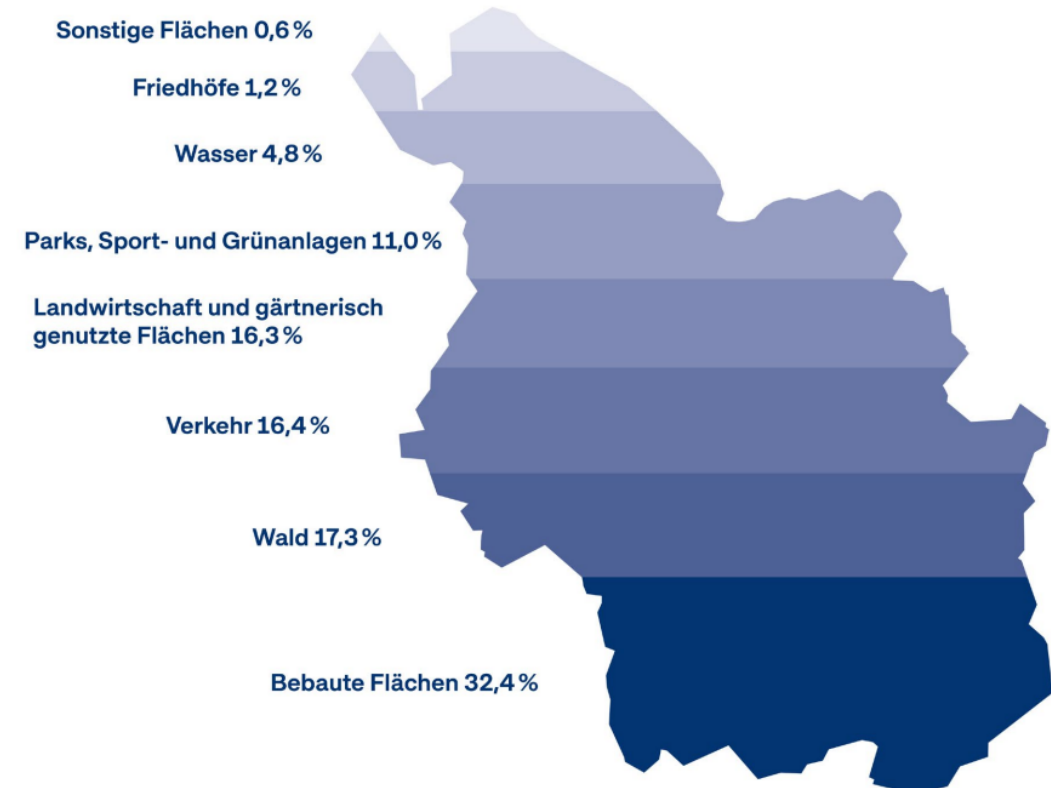 Sonstige Flächen 0,6 %
Friedhöfe 1,2 %
Wasser 4,8 %
Parks, Sport- und Grünanlagen 11,0 %
Landwirtschaft und gärtnerisch
genutzte Flächen 16,3 %
Verkehr 16,4 %
Wald 17,3 %
Bebaute Flächen 32,4 %